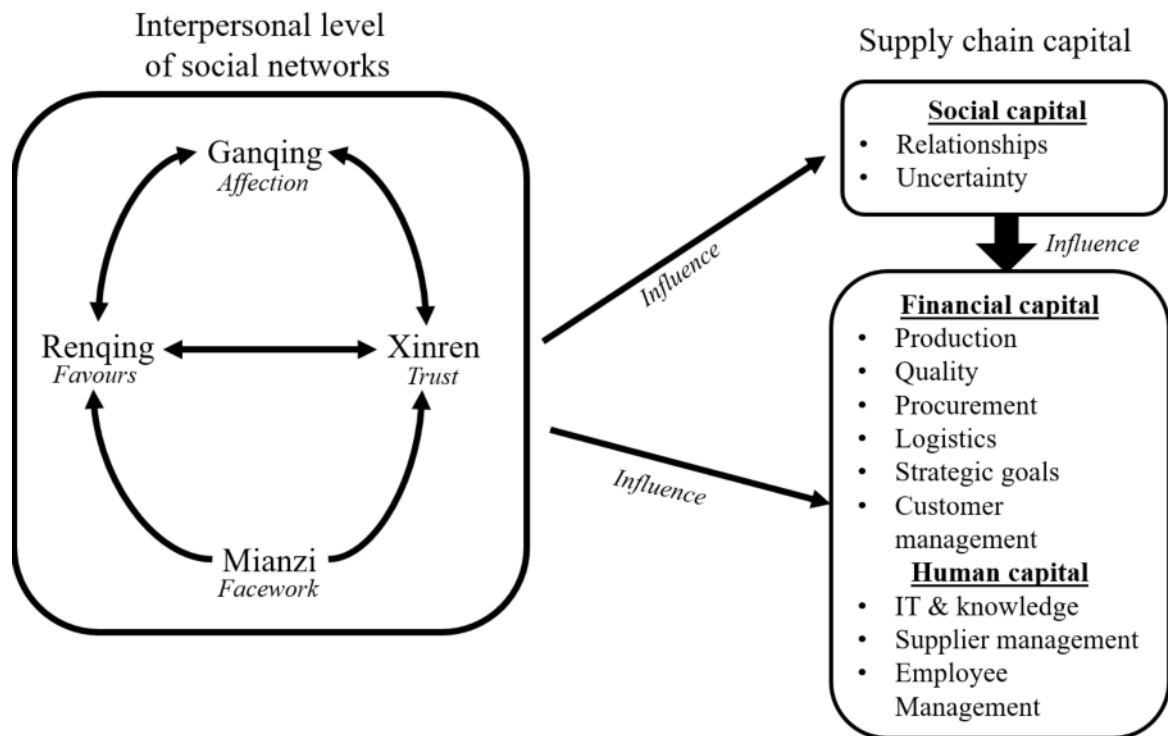 Interpersonal level
of social networks
Ganqing
Affection
Renqing
Favours
Xinren
Trust
Mianzi
Facework
Influence
Influence
Supply chain capital
Social capital
• Relationships
• Uncertainty
Influence
Financial capital
• Production
• Quality
• Procurement
• Logistics
• Strategic goals
• Customer
management
Human capital
• IT & knowledge
• Supplier management
• Employee
Management